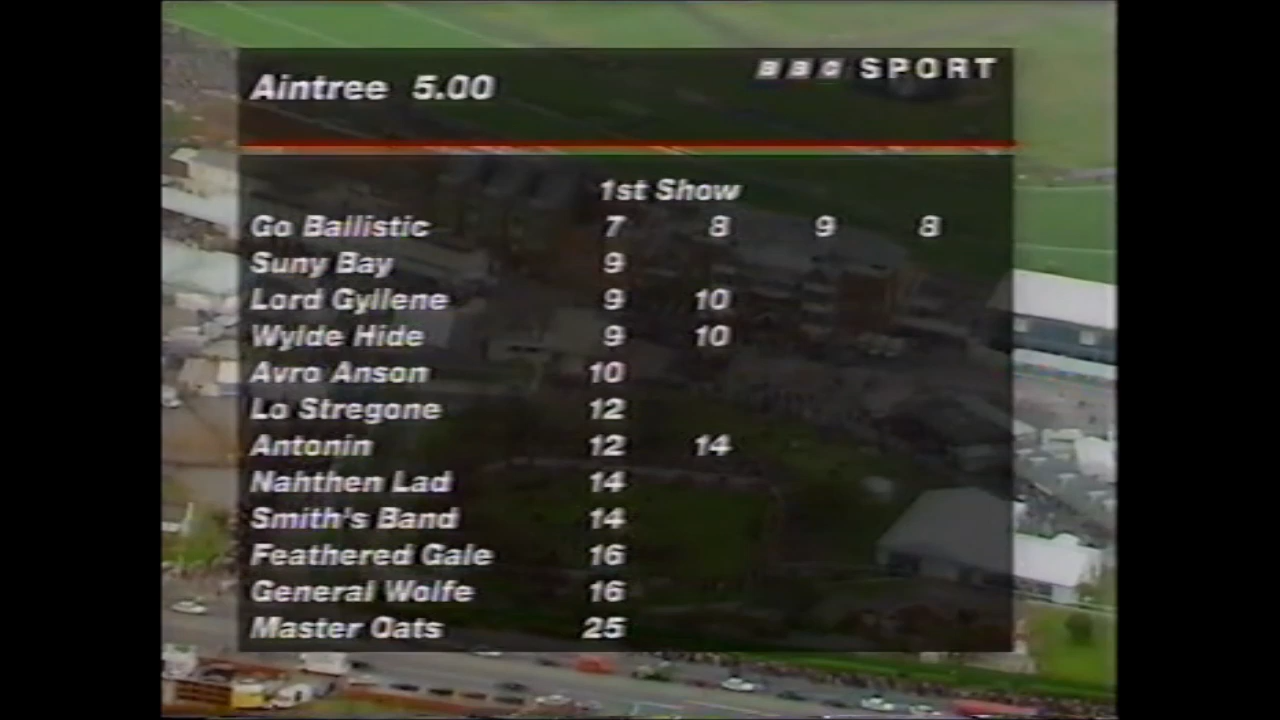 Aintree 5.00 BBC SPORT
1st Show
Go Ballistic 7 8 9 8
Suny Bay 9
Lord Gyllene 9 10
Wylde Hide 9 10
Avro Anson 10
Lo Stregone 12
Antonin 12 14
Nahthen Lad 14
Smith's Band 14
Feathered Gale 16
General Wolfe 16
Master Oats 25